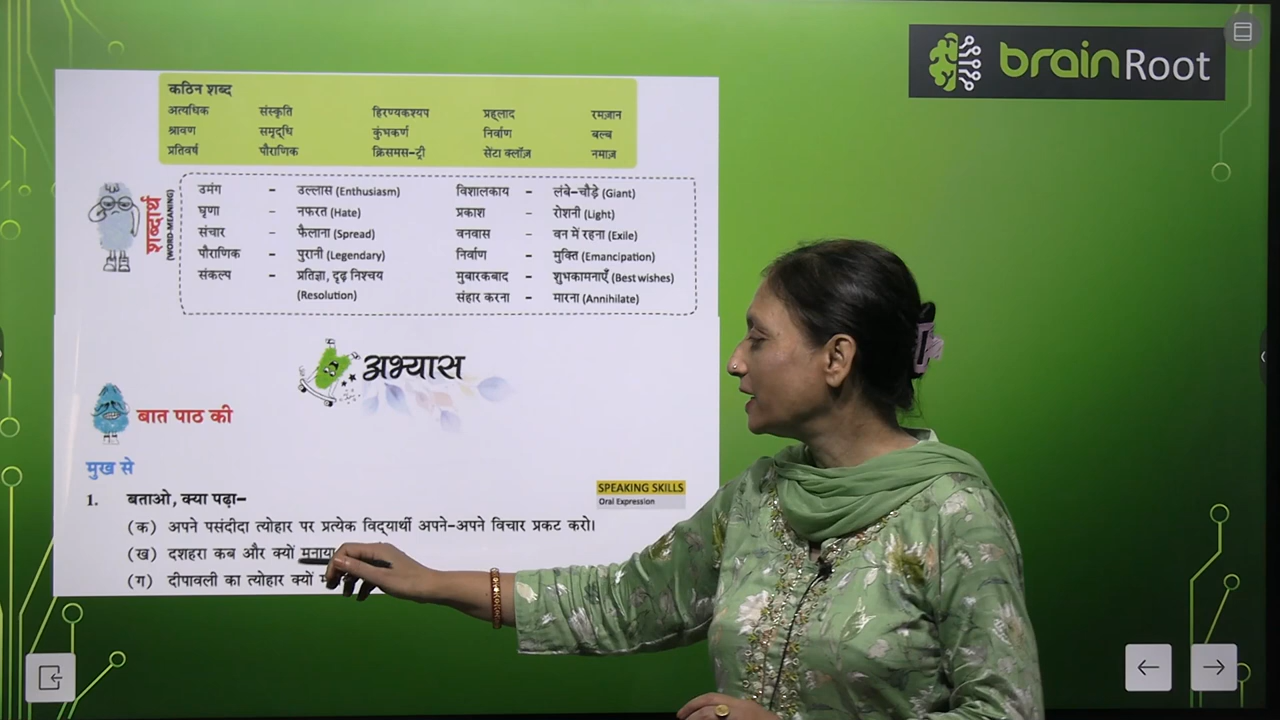 brainRoot
कठिन शब्द
अत्यधिक संस्कृति हिरण्यकश्यप प्रह्लाद रमज़ान
श्रावण समृद्धि कुंभकर्ण निर्वाण बल्ब
प्रतिवर्ष पौराणिक क्रिसमस-ट्री सेंटा क्लॉज़ नमाज़
शब्दार्थ
(WORD-MEANING)
उमंग - उल्लास (Enthusiasm) विशालकाय - लंबे-चौड़े (Giant)
घृणा - नफरत (Hate) प्रकाश - रोशनी (Light)
संचार - फैलाना (Spread) वनवास - वन में रहना (Exile)
पौराणिक - पुरानी (Legendary) निर्वाण - मुक्ति (Emancipation)
संकल्प - प्रतिज्ञा, दृढ़ निश्चय मुबारकबाद - शुभकामनाएँ (Best wishes)
(Resolution) संहार करना - मारना (Annihilate)
अभ्यास
बात पाठ की
मुख से
SPEAKING SKILLS
Oral Expression
1. बताओ, क्या पढ़ा-
(क) अपने पसंदीदा त्योहार पर प्रत्येक विद्यार्थी अपने-अपने विचार प्रकट करो।
(ख) दशहरा कब और क्यों मनाया
(ग) दीपावली का त्योहार क्यों